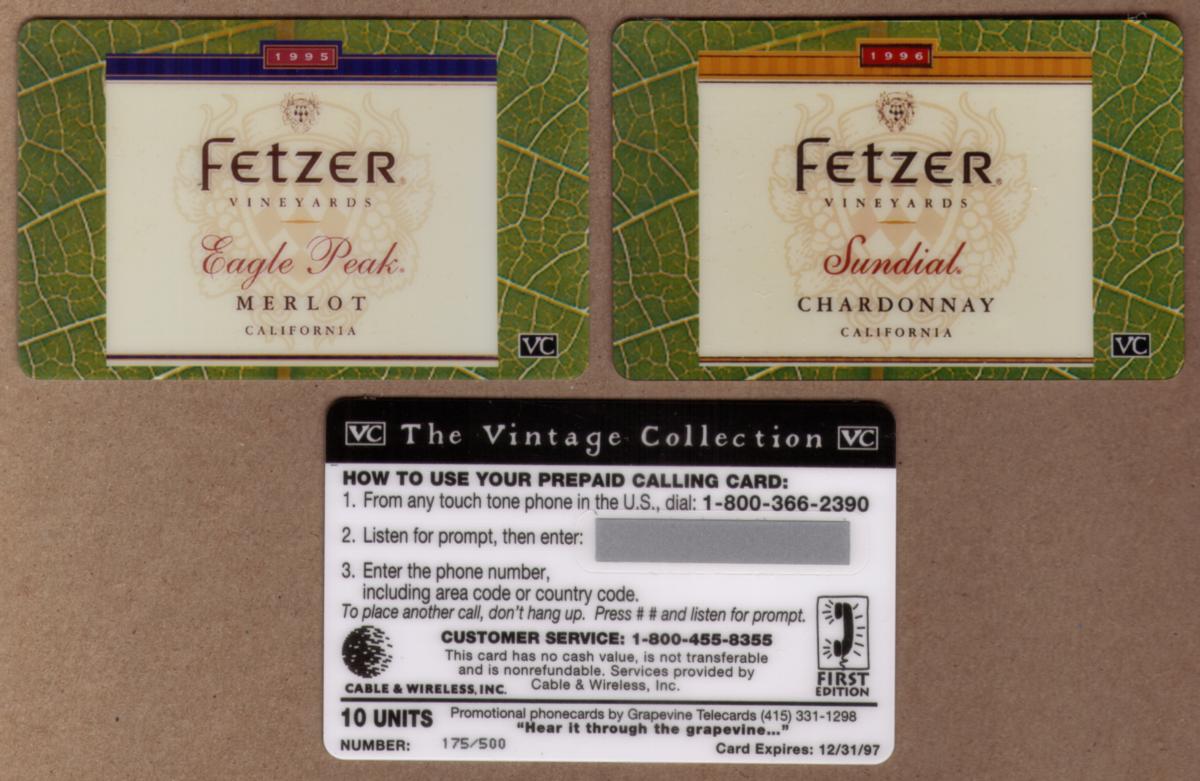 1995
FETZER®
VINEYARDS
Eagle Peak®
MERLOT
CALIFORNIA
VC
1996
FETZER®
VINEYARDS
Sundial®
CHARDONNAY
CALIFORNIA
VC
VC The Vintage Collection VC
HOW TO USE YOUR PREPAID CALLING CARD:
1. From any touch tone phone in the U.S., dial: 1-800-366-2390
2. Listen for prompt, then enter:
3. Enter the phone number,
including area code or country code.
To place another call, don't hang up. Press # # and listen for prompt.
CUSTOMER SERVICE: 1-800-455-8355
This card has no cash value, is not transferable
and is nonrefundable. Services provided by
Cable & Wireless, Inc.
CABLE & WIRELESS, INC.
FIRST
EDITION
10 UNITS
Promotional phonecards by Grapevine Telecards (415) 331-1298
"Hear it through the grapevine..."
NUMBER: 175/500
Card Expires: 12/31/97